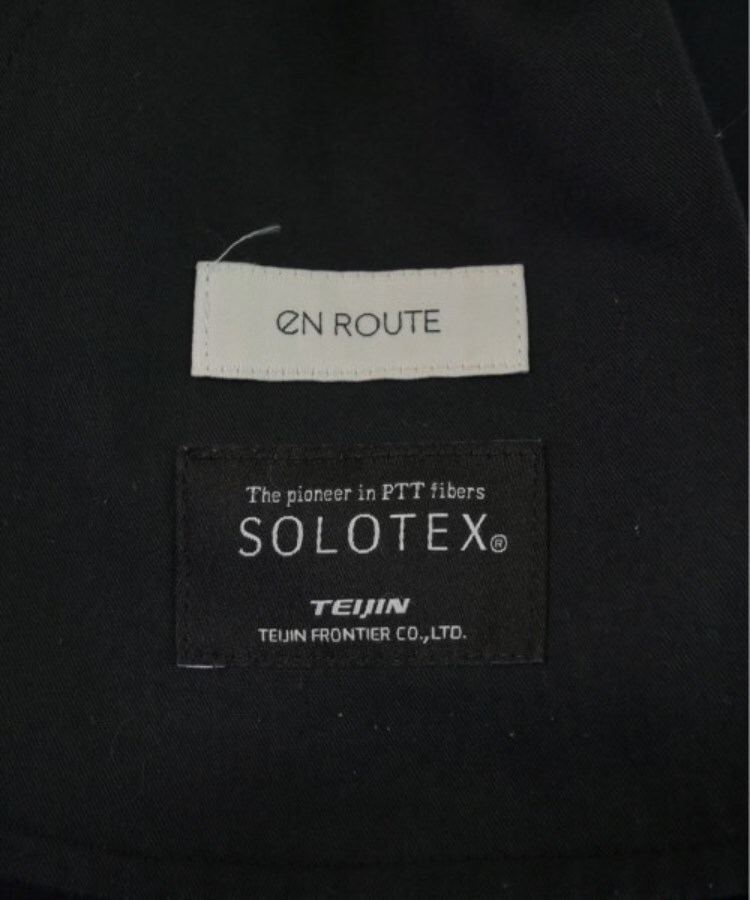 eN ROUTE
The pioneer in PTT fibers
SOLOTEX®
TEIJIN
TEIJIN FRONTIER CO.,LTD.